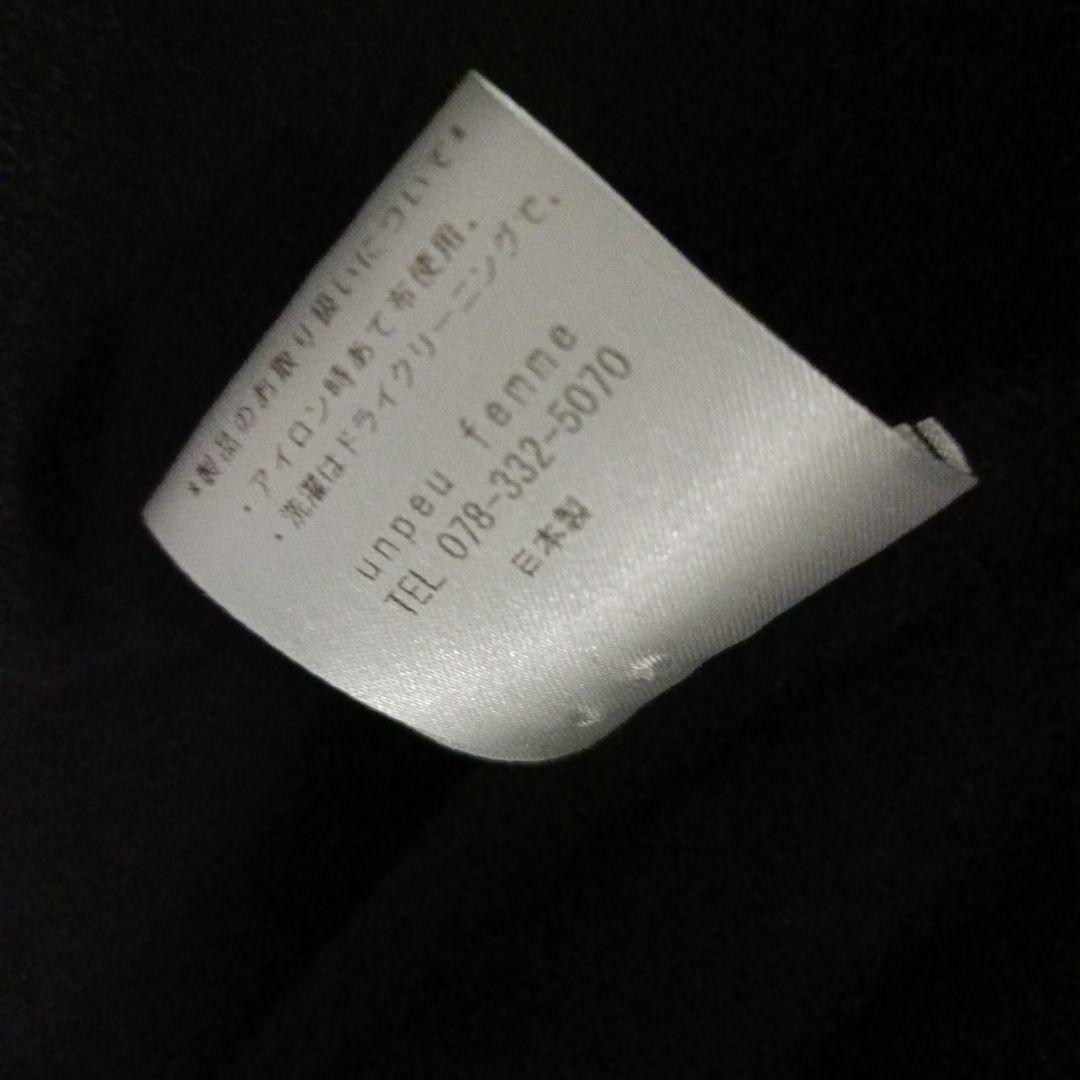 *製品のお取り扱いについて*
・アイロン時あて布使用.
・洗濯はドライクリーニングで.
unpeu femme
TEL 078-332-5070
日本製